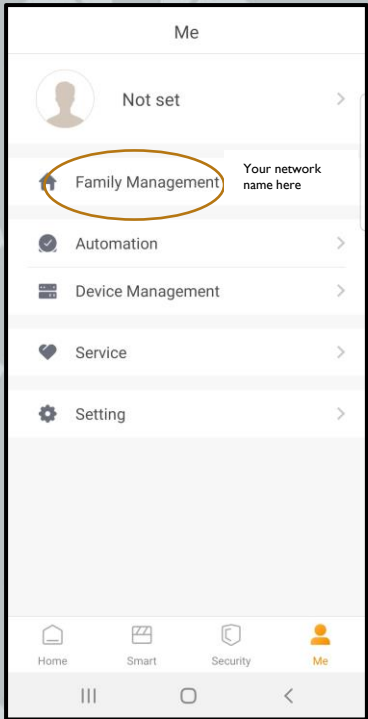 Me
Not set
Family Management
Your network
name here
Automation
Device Management
Service
Setting
Home Smart Security Me